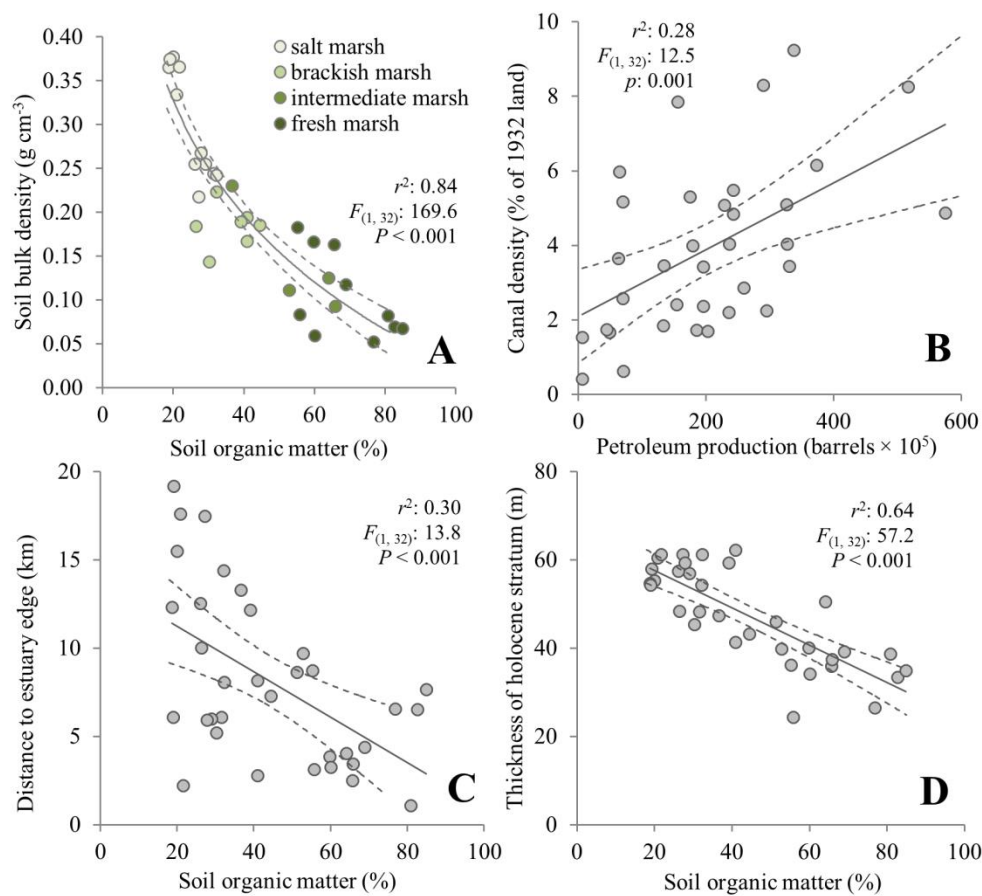 0.40
0.35
0.30
0.25
0.20
0.15
0.10
0.05
0.00
Soil bulk density (g cm-3)
salt marsh
brackish marsh
intermediate marsh
fresh marsh
r2: 0.84
F(1, 32): 169.6
P < 0.001
A
0 20 40 60 80 100
Soil organic matter (%)
10
8
6
4
2
0
Canal density (% of 1932 land)
r2: 0.28
F(1, 32): 12.5
p: 0.001
B
0 200 400 600
Petroleum production (barrels × 105)
20
15
10
5
0
Distance to estuary edge (km)
r2: 0.30
F(1, 32): 13.8
P < 0.001
C
0 20 40 60 80 100
Soil organic matter (%)
80
60
40
20
0
Thickness of holocene stratum (m)
r2: 0.64
F(1, 32): 57.2
P < 0.001
D
0 20 40 60 80 100
Soil organic matter (%)